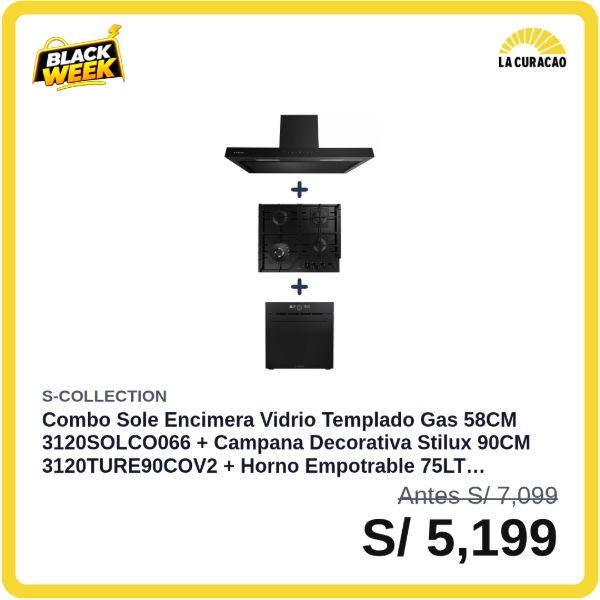 BLACK
WEEK
LA CURACAO
+
+
S-COLLECTION
Combo Sole Encimera Vidrio Templado Gas 58CM
3120SOLCO066 + Campana Decorativa Stilux 90CM
3120TURE90COV2 + Horno Empotrable 75LT…
Antes S/ 7,099
S/ 5,199